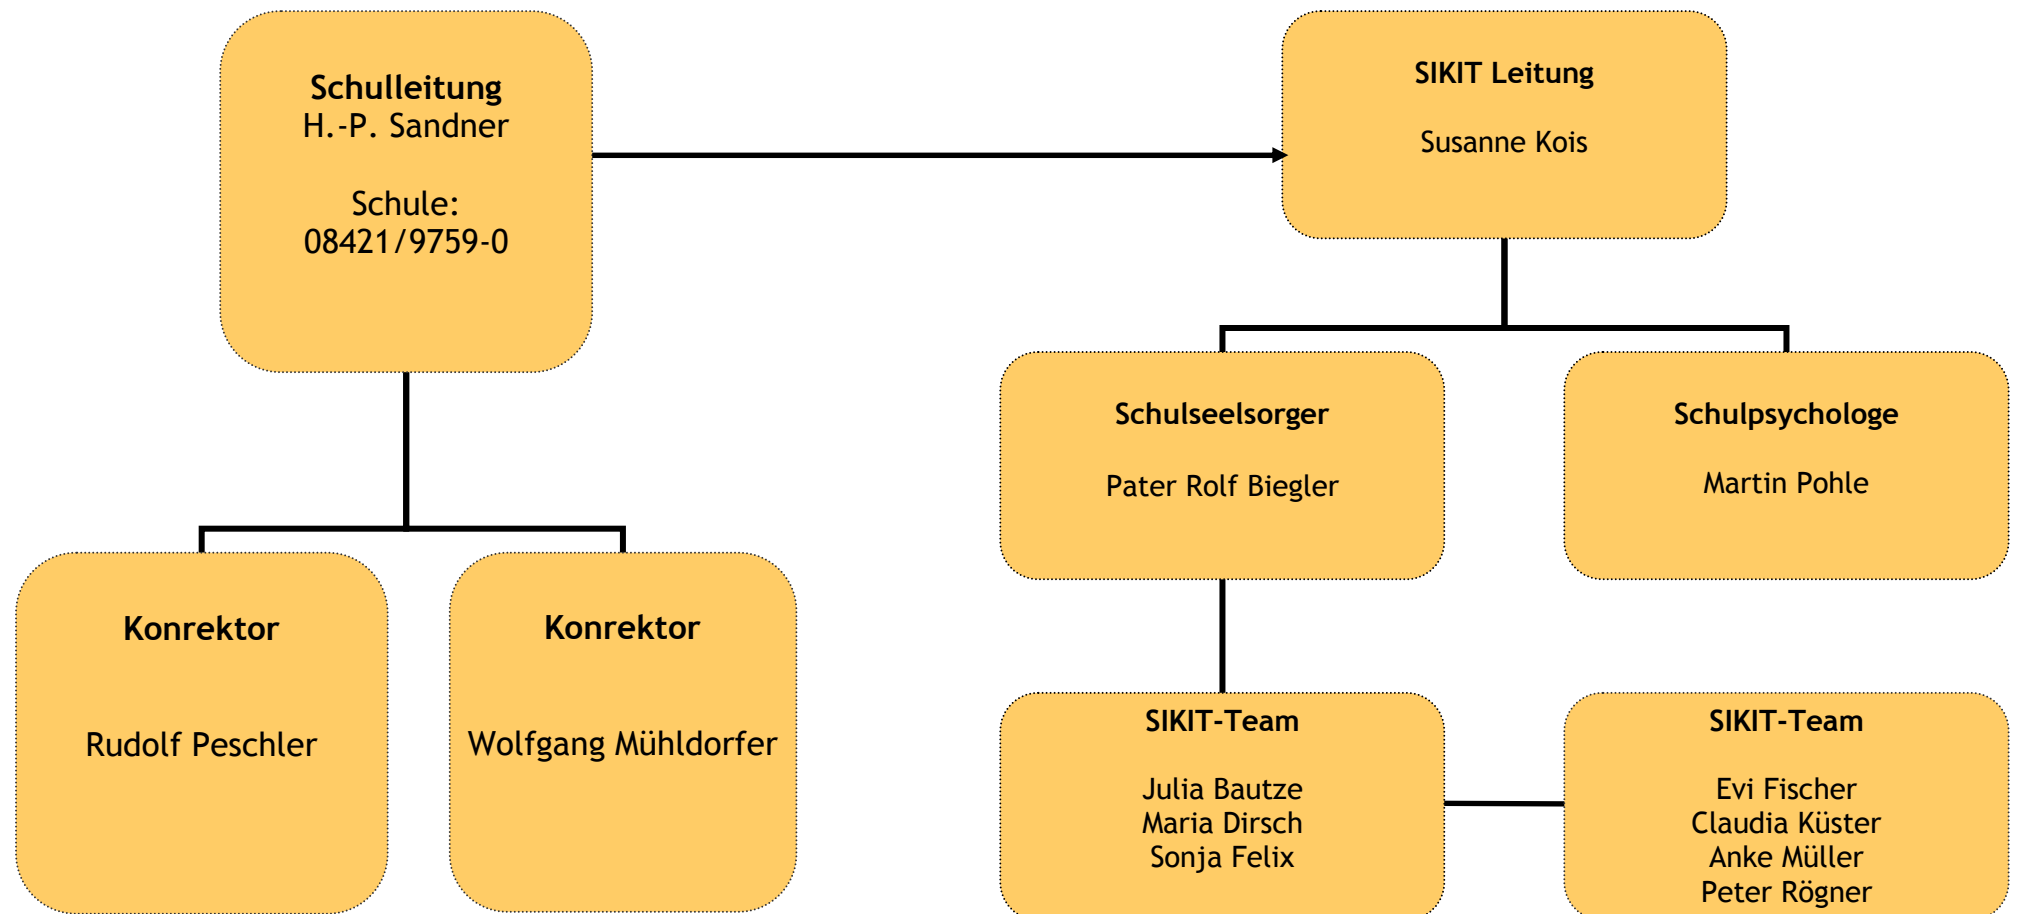 Schulleitung
H.-P. Sandner
Schule:
08421/9759-0
SIKIT Leitung
Susanne Kois
Schulseelsorger
Pater Rolf Biegler
Schulpsychologe
Martin Pohle
Konrektor
Rudolf Peschler
Konrektor
Wolfgang Mühldorfer
SIKIT-Team
Julia Bautze
Maria Dirsch
Sonja Felix
SIKIT-Team
Evi Fischer
Claudia Küster
Anke Müller
Peter Rögner